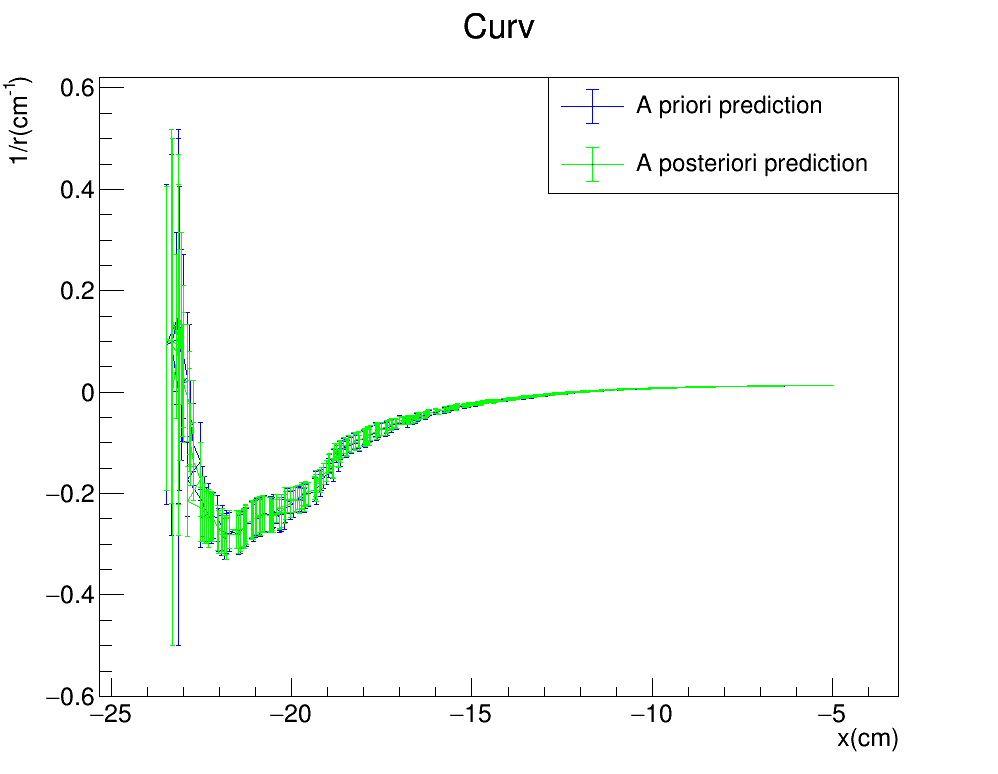 Curv
1/r(cm⁻¹)
A priori prediction
A posteriori prediction
0.6
0.4
0.2
0
−0.2
−0.4
−0.6
−25 −20 −15 −10 −5
x(cm)